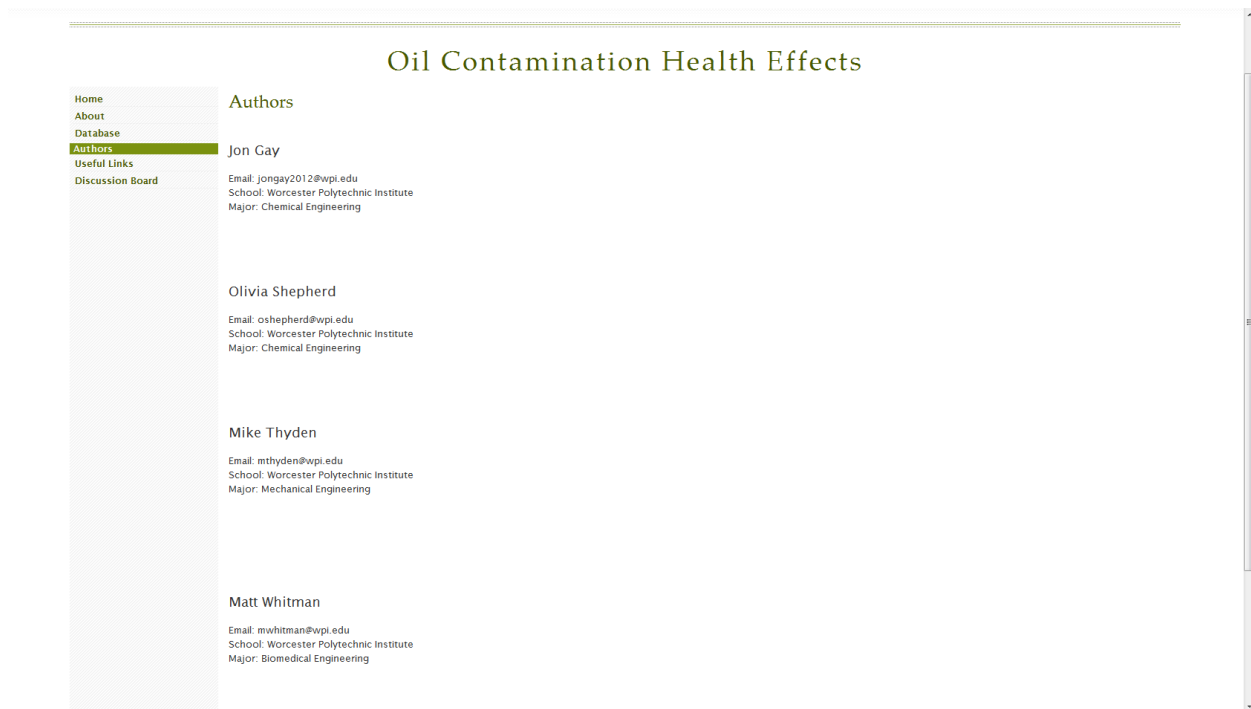 Oil Contamination Health Effects
Home
About
Database
Authors
Useful Links
Discussion Board
Authors
Jon Gay
Email: jongay2012@wpi.edu
School: Worcester Polytechnic Institute
Major: Chemical Engineering
Olivia Shepherd
Email: oshepherd@wpi.edu
School: Worcester Polytechnic Institute
Major: Chemical Engineering
Mike Thyden
Email: mthyden@wpi.edu
School: Worcester Polytechnic Institute
Major: Mechanical Engineering
Matt Whitman
Email: mwhitman@wpi.edu
School: Worcester Polytechnic Institute
Major: Biomedical Engineering